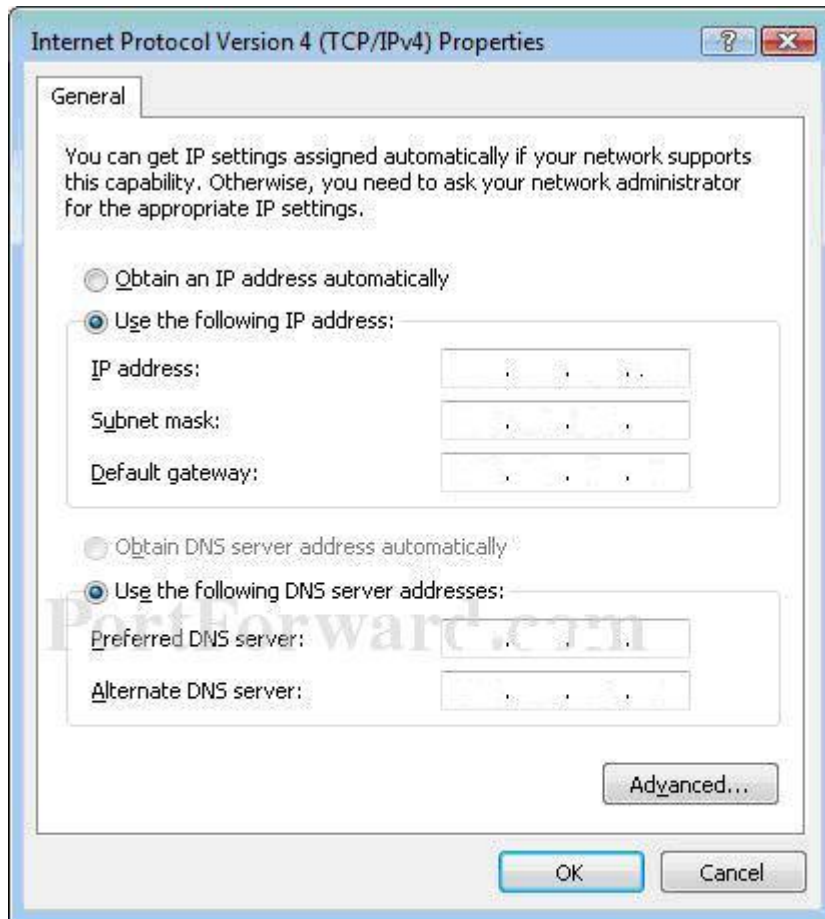 Internet Protocol Version 4 (TCP/IPv4) Properties
General
You can get IP settings assigned automatically if your network supports
this capability. Otherwise, you need to ask your network administrator
for the appropriate IP settings.
Obtain an IP address automatically
Use the following IP address:
IP address:
Subnet mask:
Default gateway:
Obtain DNS server address automatically
Use the following DNS server addresses:
PortForward.com
Preferred DNS server:
Alternate DNS server:
Advanced...
OK Cancel